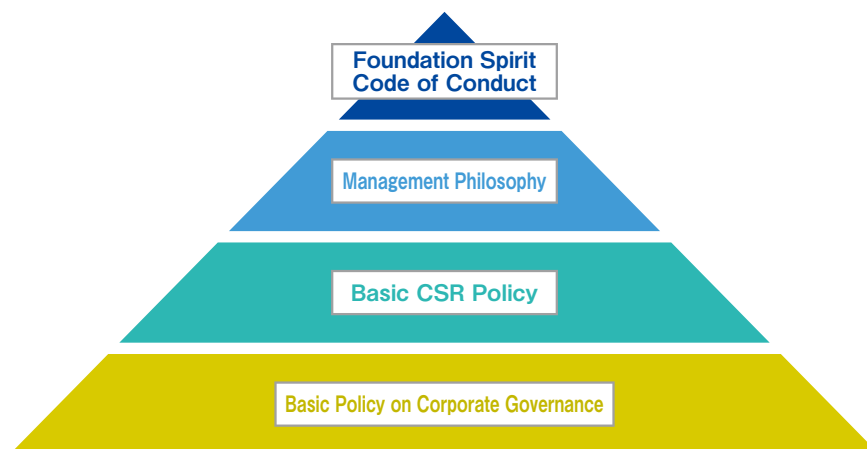 Foundation Spirit
Code of Conduct
Management Philosophy
Basic CSR Policy
Basic Policy on Corporate Governance